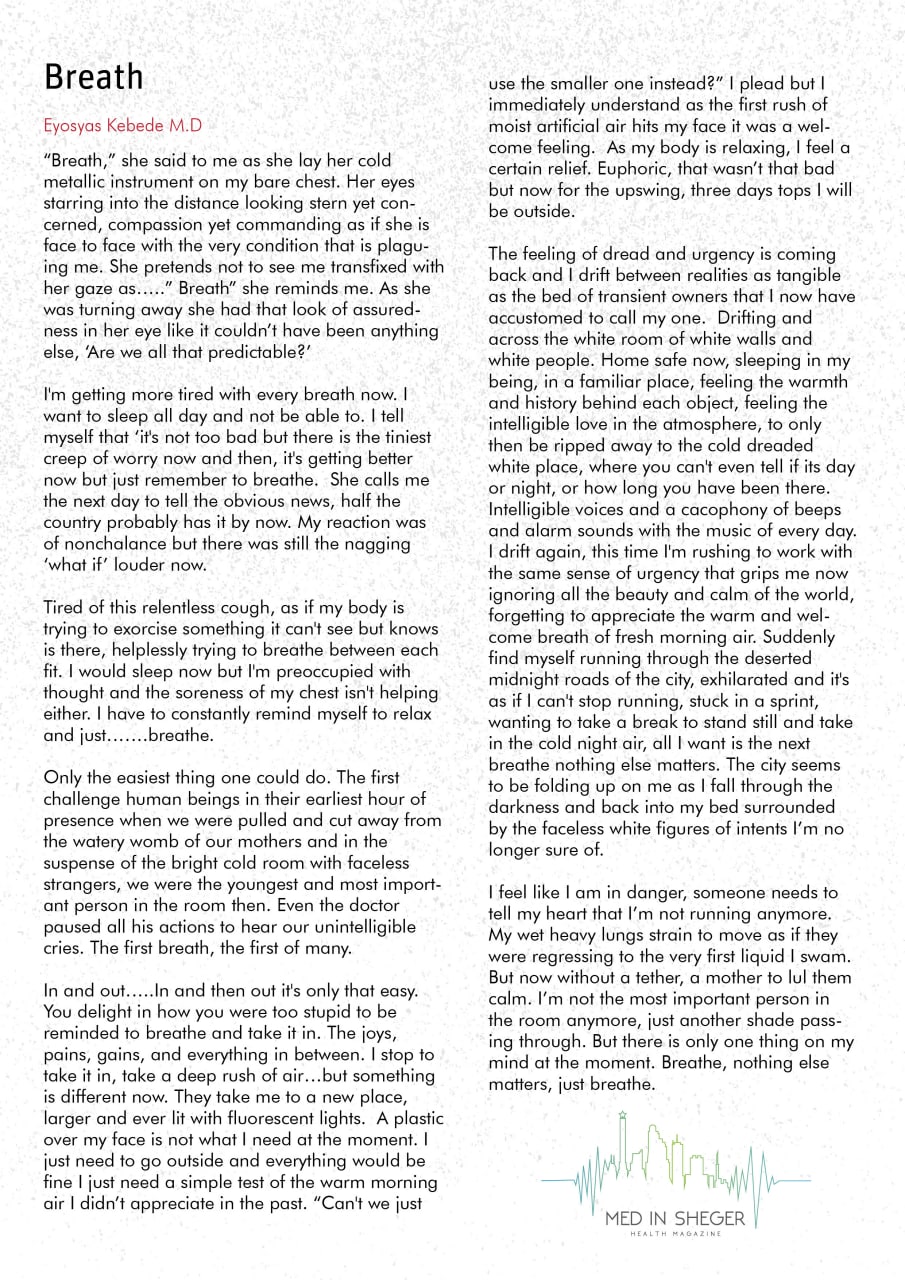 Breath
Eyosyas Kebede M.D
“Breath,” she said to me as she lay her cold
metallic instrument on my bare chest. Her eyes
starring into the distance looking stern yet con-
cerned, compassion yet commanding as if she is
face to face with the very condition that is plagu-
ing me. She pretends not to see me transfixed with
her gaze as.....” Breath” she reminds me. As she
was turning away she had that look of assured-
ness in her eye like it couldn’t have been anything
else, ‘Are we all that predictable?’

I'm getting more tired with every breath now. I
want to sleep all day and not be able to. I tell
myself that ‘it's not too bad but there is the tiniest
creep of worry now and then, it's getting better
now but just remember to breathe.  She calls me
the next day to tell the obvious news, half the
country probably has it by now. My reaction was
of nonchalance but there was still the nagging
‘what if’ louder now.

Tired of this relentless cough, as if my body is
trying to exorcise something it can't see but knows
is there, helplessly trying to breathe between each
fit. I would sleep now but I'm preoccupied with
thought and the soreness of my chest isn't helping
either. I have to constantly remind myself to relax
and just.......breathe.

Only the easiest thing one could do. The first
challenge human beings in their earliest hour of
presence when we were pulled and cut away from
the watery womb of our mothers and in the
suspense of the bright cold room with faceless
strangers, we were the youngest and most import-
ant person in the room then. Even the doctor
paused all his actions to hear our unintelligible
cries. The first breath, the first of many.

In and out.....In and then out it's only that easy.
You delight in how you were too stupid to be
reminded to breathe and take it in. The joys,
pains, gains, and everything in between. I stop to
take it in, take a deep rush of air...but something
is different now. They take me to a new place,
larger and ever lit with fluorescent lights.  A plastic
over my face is not what I need at the moment. I
just need to go outside and everything would be
fine I just need a simple test of the warm morning
air I didn’t appreciate in the past. “Can't we just
use the smaller one instead?” I plead but I
immediately understand as the first rush of
moist artificial air hits my face it was a wel-
come feeling.  As my body is relaxing, I feel a
certain relief. Euphoric, that wasn’t that bad
but now for the upswing, three days tops I will
be outside.

The feeling of dread and urgency is coming
back and I drift between realities as tangible
as the bed of transient owners that I now have
accustomed to call my one.  Drifting and
across the white room of white walls and
white people. Home safe now, sleeping in my
being, in a familiar place, feeling the warmth
and history behind each object, feeling the
intelligible love in the atmosphere, to only
then be ripped away to the cold dreaded
white place, where you can't even tell if its day
or night, or how long you have been there.
Intelligible voices and a cacophony of beeps
and alarm sounds with the music of every day.
I drift again, this time I'm rushing to work with
the same sense of urgency that grips me now
ignoring all the beauty and calm of the world,
forgetting to appreciate the warm and wel-
come breath of fresh morning air. Suddenly
find myself running through the deserted
midnight roads of the city, exhilarated and it's
as if I can't stop running, stuck in a sprint,
wanting to take a break to stand still and take
in the cold night air, all I want is the next
breathe nothing else matters. The city seems
to be folding up on me as I fall through the
darkness and back into my bed surrounded
by the faceless white figures of intents I’m no
longer sure of.

I feel like I am in danger, someone needs to
tell my heart that I’m not running anymore.
My wet heavy lungs strain to move as if they
were regressing to the very first liquid I swam.
But now without a tether, a mother to lul them
calm. I’m not the most important person in
the room anymore, just another shade pass-
ing through. But there is only one thing on my
mind at the moment. Breathe, nothing else
matters, just breathe.
MED IN SHEGER
HEALTH MAGAZINE